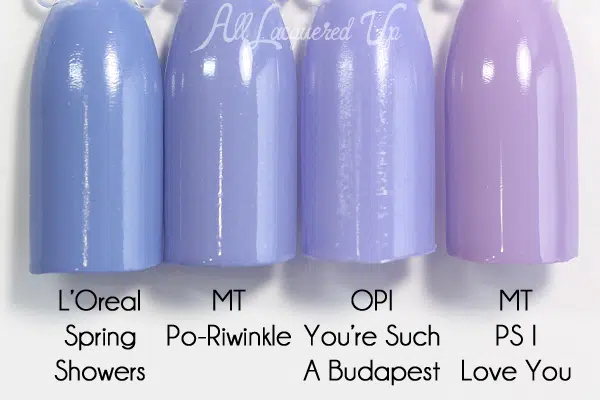 All Lacquered Up
L'Oreal
Spring
Showers
MT
Po-Riwinkle
OPI
You're Such
A Budapest
MT
PS I
Love You